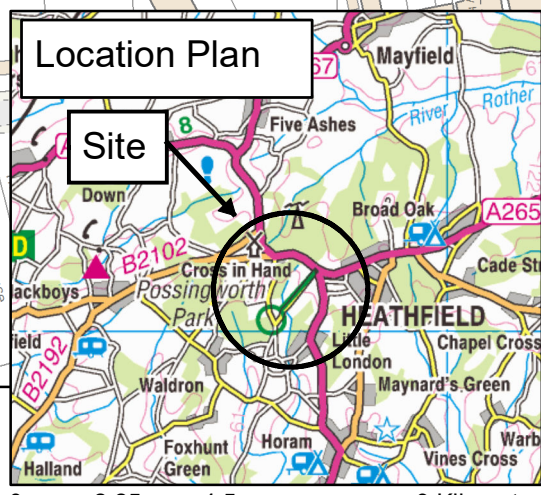 Location Plan
67
Mayfield
River
Rother
8
Five Ashes
Site
Down
Broad Oak
A265
D
B2102
Cross in Hand
Cade Str
ackboys
Possingworth
Park
HEATHFIELD
field
Little
London
Chapel Cross
B2192
Waldron
Maynard's Green
Foxhunt
Green
Horam
Warb
Halland
Vines Cross